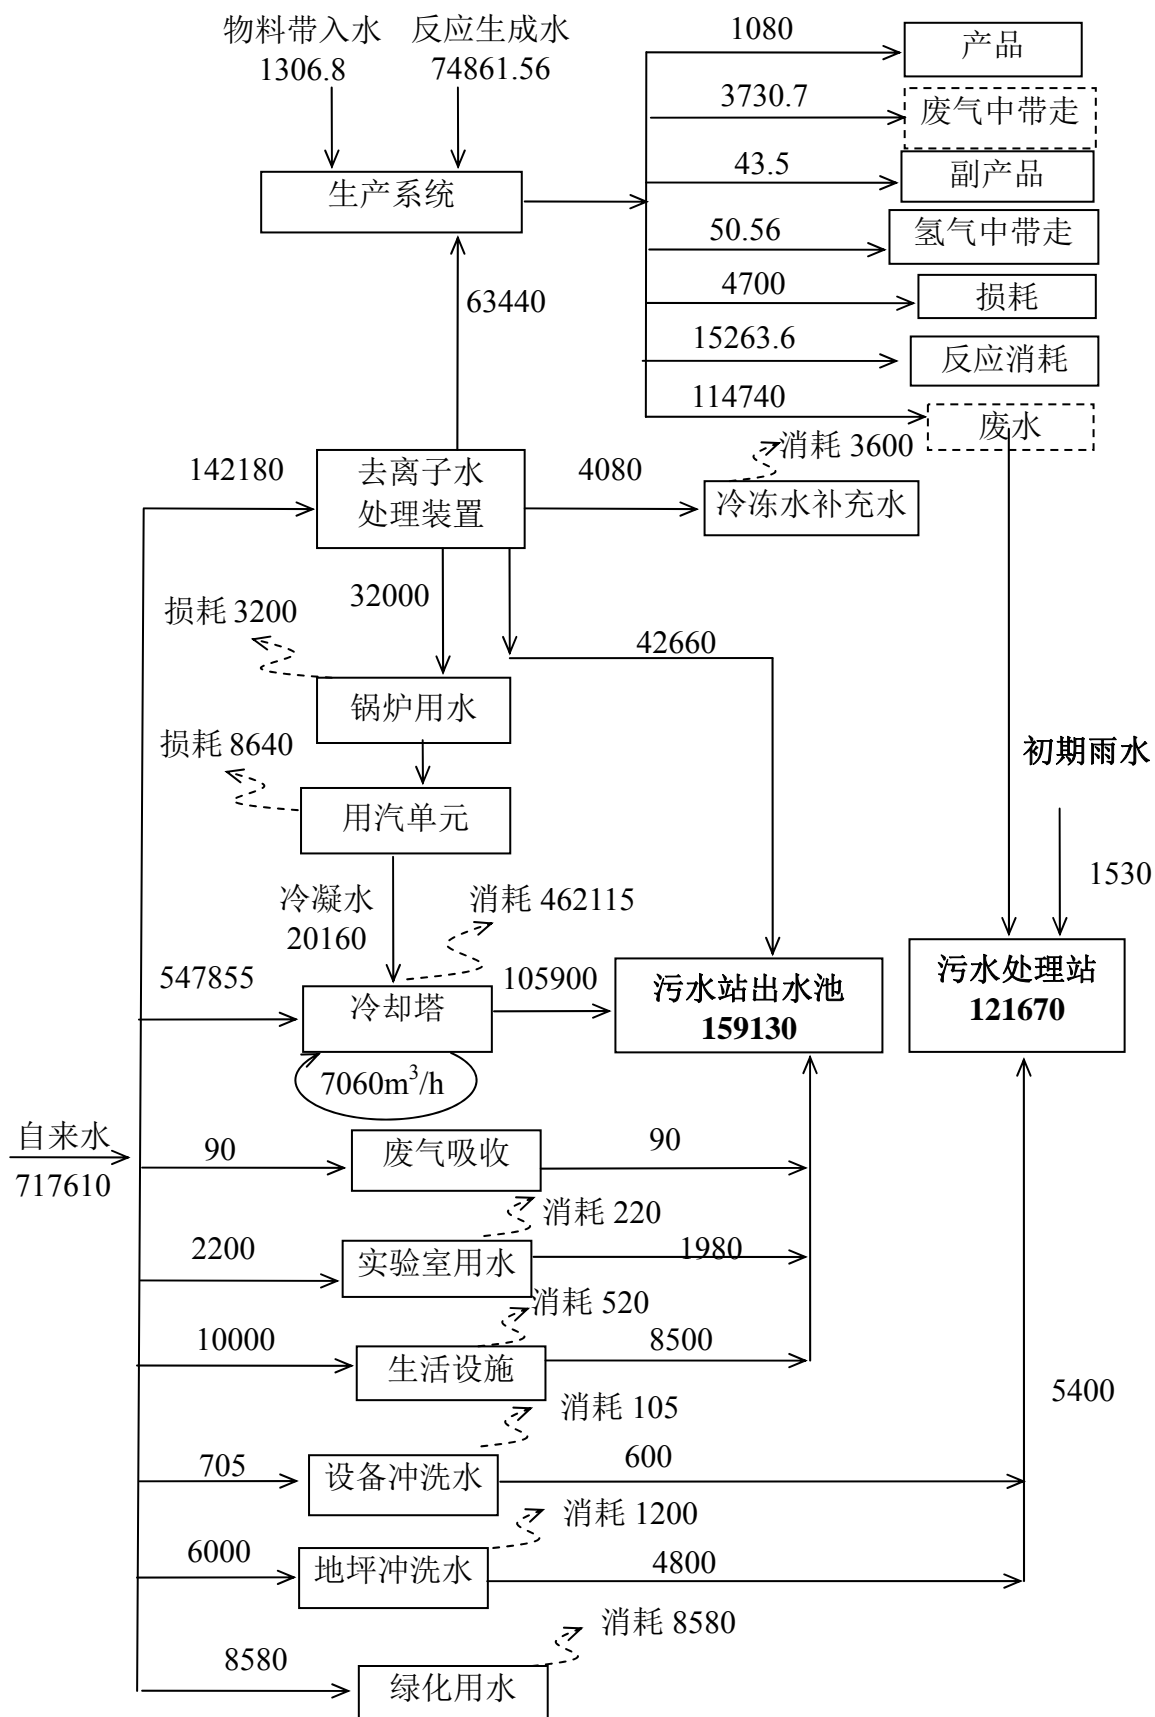 物料带入水
1306.8
反应生成水
74861.56
1080
产品
3730.7
废气中带走
43.5
副产品
生产系统
50.56
氢气中带走
63440
4700
损耗
15263.6
反应消耗
114740
废水
142180
去离子水
处理装置
4080
消耗 3600
冷冻水补充水
32000
损耗 3200
42660
锅炉用水
损耗 8640
初期雨水
用汽单元
1530
冷凝水
20160
消耗 462115
547855
冷却塔
105900
污水站出水池
159130
污水处理站
121670
7060m³/h
自来水
717610
90
废气吸收
90
消耗 220
2200
实验室用水
1980
消耗 520
10000
生活设施
8500
5400
消耗 105
705
设备冲洗水
600
消耗 1200
6000
地坪冲洗水
4800
消耗 8580
8580
绿化用水